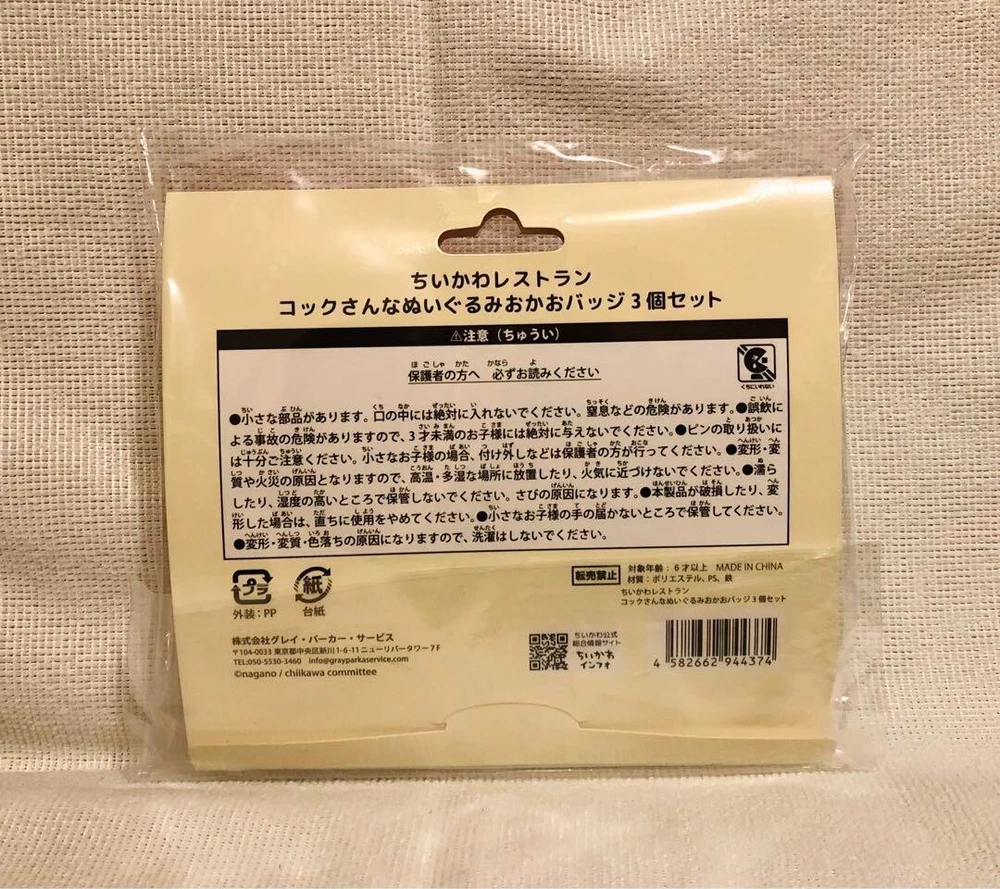 ちいかわレストラン
コックさんなぬいぐるみおかおバッジ3個セット
⚠注意（ちゅうい）
保護者の方へ 必ずお読みください
くちにいれない
●小さな部品があります。口の中には絶対に入れないでください。窒息などの危険があります。●誤飲に
よる事故の危険がありますので、3才未満のお子様には絶対に与えないでください。●ピンの取り扱いに
は十分ご注意ください。小さなお子様の場合、付け外しなどは保護者の方が行ってください。●変形・変
質や火災の原因となりますので、高温・多湿な場所に放置したり、火気に近づけないでください。●濡ら
したり、湿度の高いところで保管しないでください。さびの原因になります。●本製品が破損したり、変
形した場合は、直ちに使用をやめてください。●小さなお子様の手の届かないところで保管してください。
●変形・変質・色落ちの原因になりますので、洗濯はしないでください。
プラ
外装：PP
紙
台紙
転売禁止
対象年齢：6才以上 MADE IN CHINA
材質：ポリエステル、PS、鉄
ちいかわレストラン
コックさんなぬいぐるみおかおバッジ3個セット
株式会社グレイ・パーカー・サービス
〒104-0033 東京都中央区新川1-6-11 ニューリバータワー7F
TEL:050-5530-3460 info@grayparkaservice.com
©nagano / chiikawa committee
ちいかわ公式
総合情報サイト
ちいかわ
インフォ
4 582662 944374